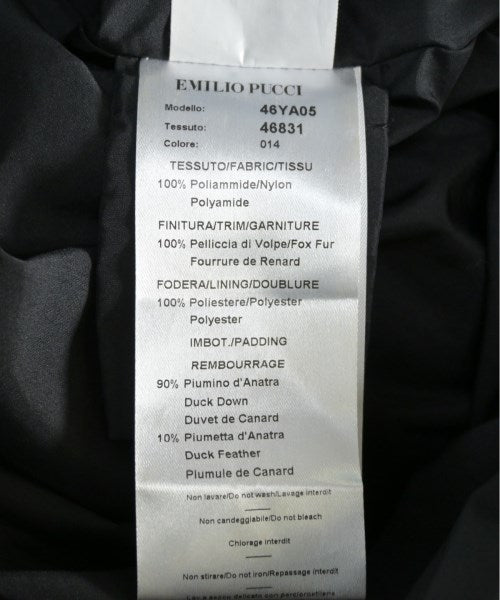 EMILIO PUCCI
Modello: 46YA05
Tessuto: 46831
Colore: 014
TESSUTO/FABRIC/TISSU
100% Poliammide/Nylon
Polyamide
FINITURA/TRIM/GARNITURE
100% Pelliccia di Volpe/Fox Fur
Fourrure de Renard
FODERA/LINING/DOUBLURE
100% Poliestere/Polyester
Polyester
IMBOT./PADDING
REMBOURRAGE
90% Piumino d'Anatra
Duck Down
Duvet de Canard
10% Piumetta d'Anatra
Duck Feather
Plumule de Canard
Non lavare/Do not wash/Lavage interdit
Non candeggiabile/Do not bleach
Chlorage interdit
Non stirare/Do not iron/Repassage interdit